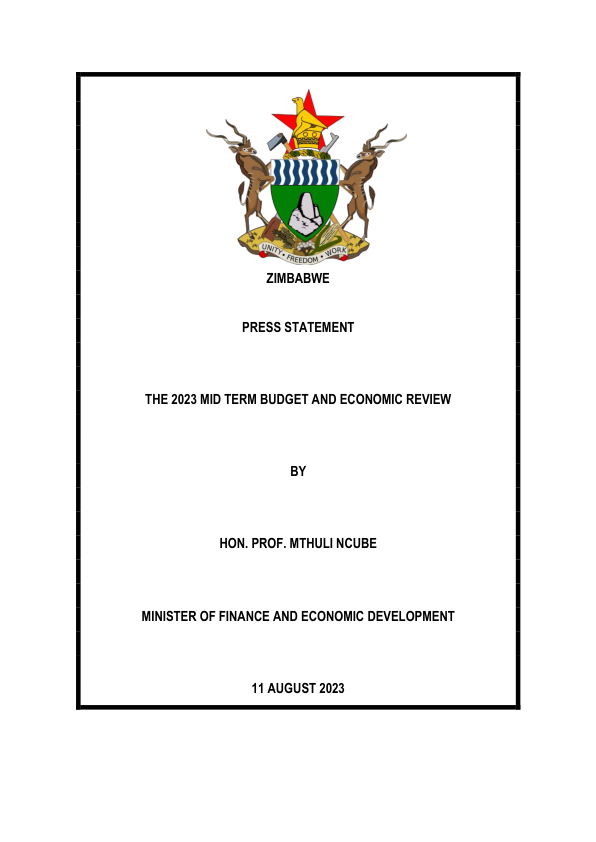 UNITY • FREEDOM • WORK
ZIMBABWE
PRESS STATEMENT
THE 2023 MID TERM BUDGET AND ECONOMIC REVIEW
BY
HON. PROF. MTHULI NCUBE
MINISTER OF FINANCE AND ECONOMIC DEVELOPMENT
11 AUGUST 2023